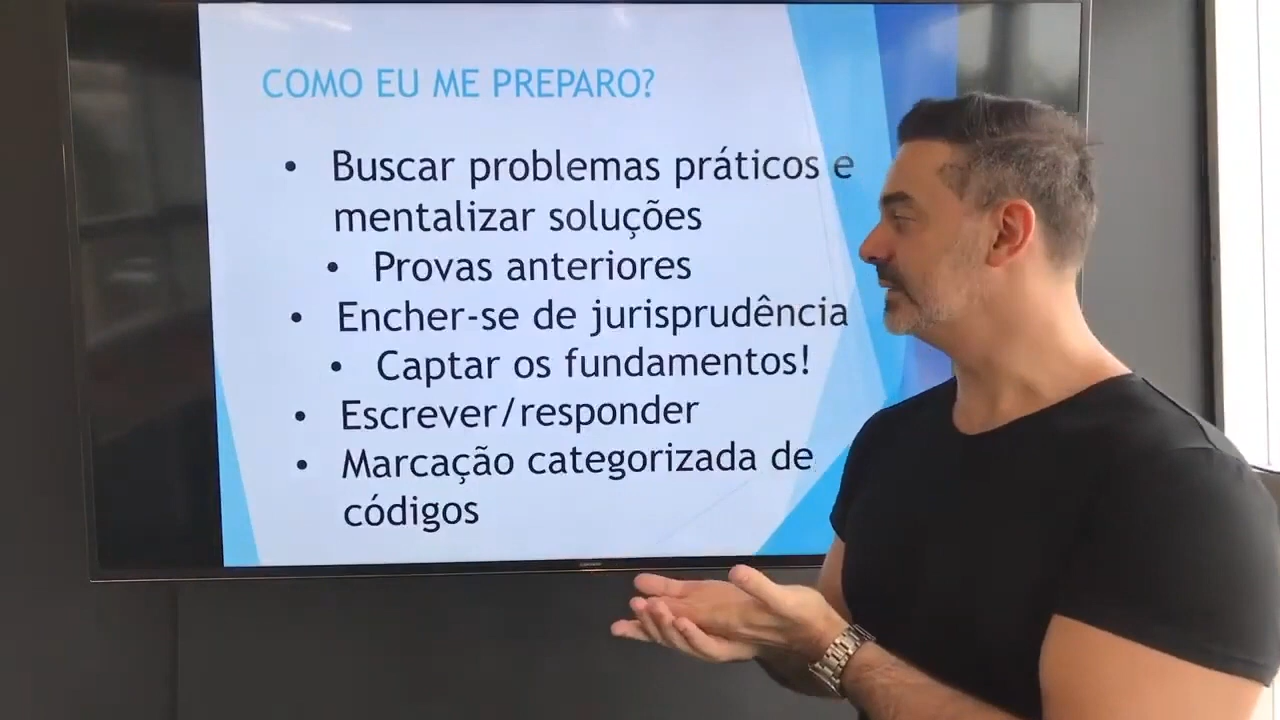 COMO EU ME PREPARO?
• Buscar problemas práticos e
mentalizar soluções
• Provas anteriores
• Encher-se de jurisprudência
• Captar os fundamentos!
• Escrever/responder
• Marcação categorizada de
códigos